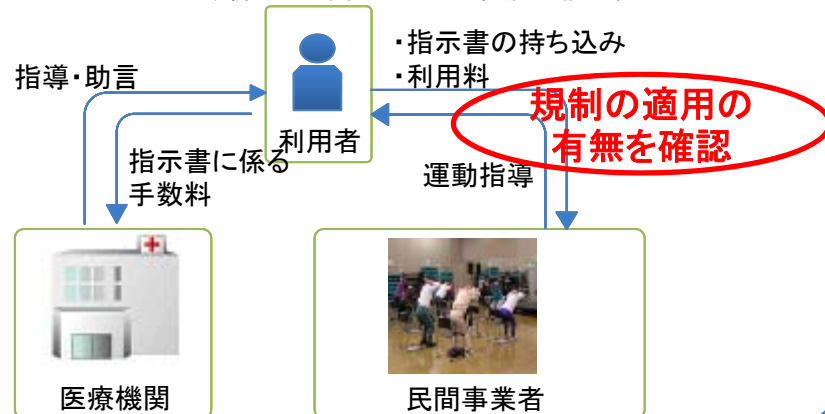 ・指示書の持ち込み
・利用料
指導・助言
規制の適用の
有無を確認
利用者
指示書に係る
手数料
運動指導
医療機関
民間事業者